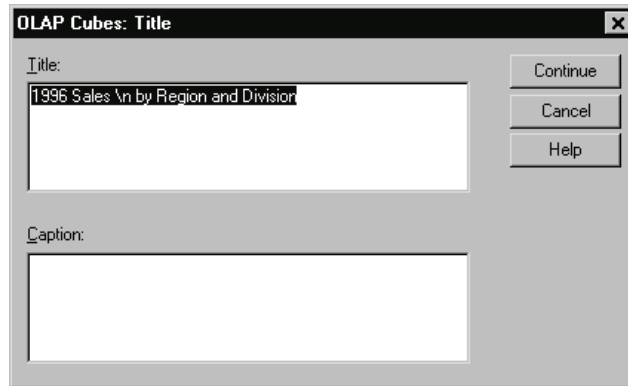 OLAP Cubes: Title
Title:
1996 Sales \n by Region and Division
Continue
Cancel
Help
Caption: